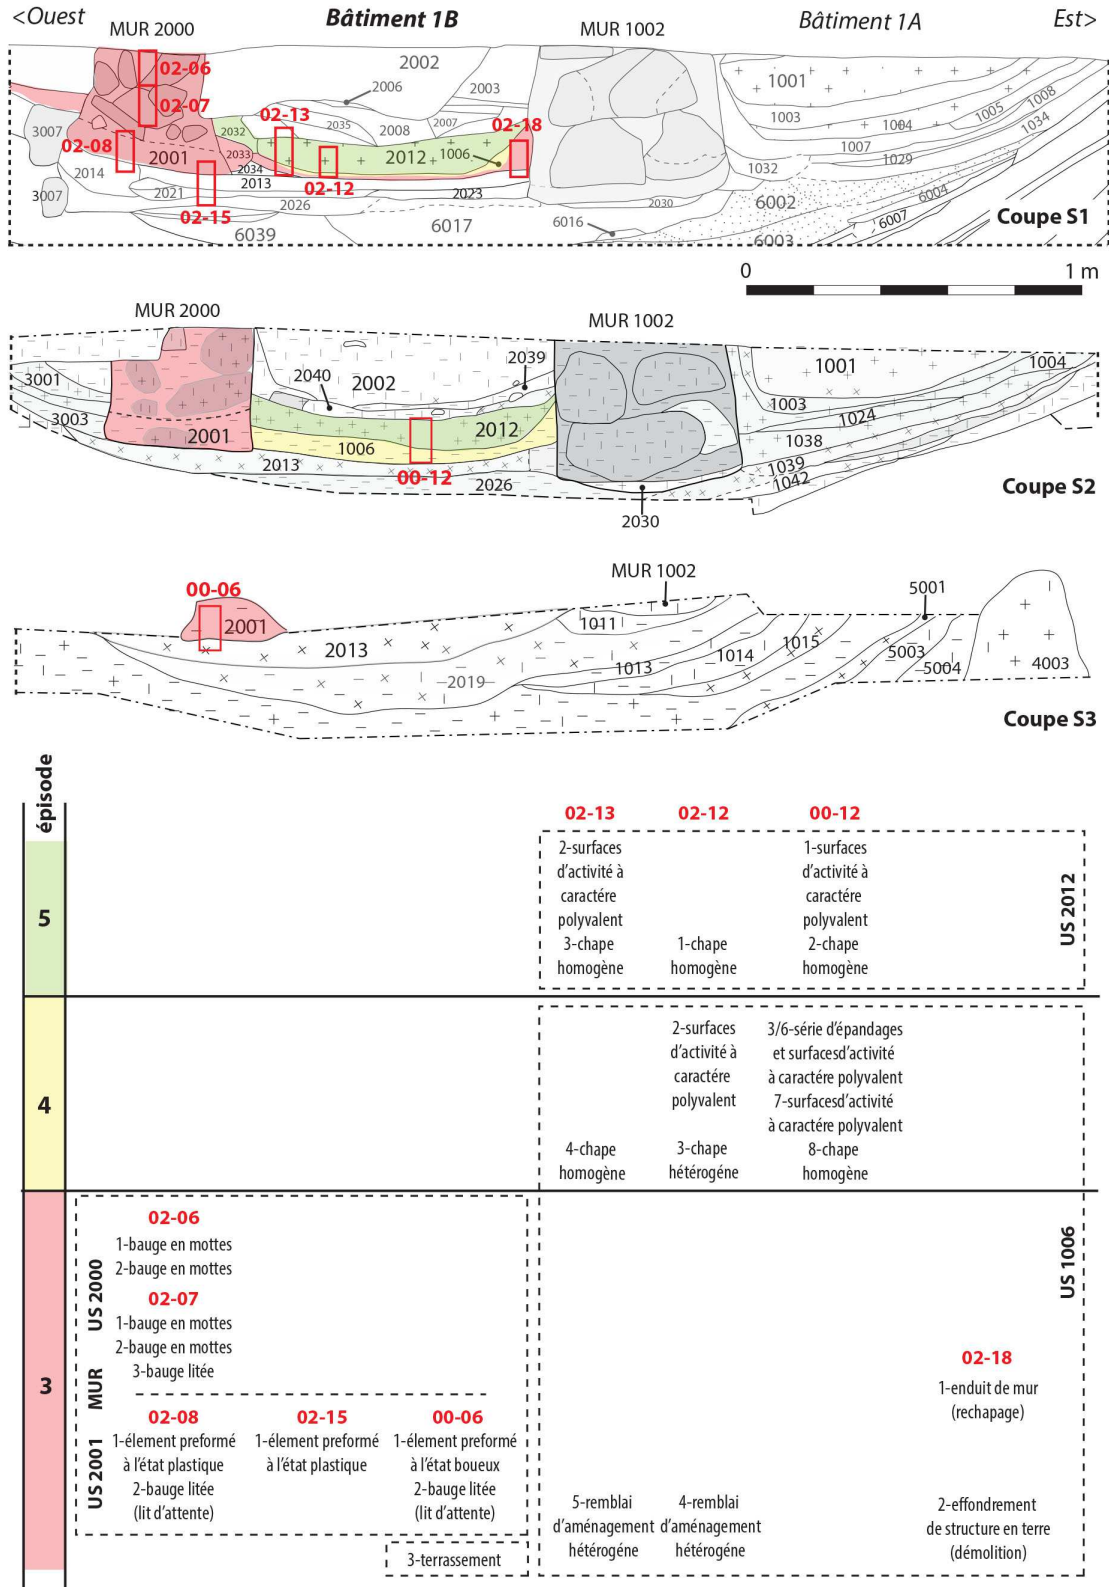 <Ouest
Bâtiment 1B
Bâtiment 1A
Est>
MUR 2000
MUR 1002
02-06
2002
1001
2006
2003
02-07
02-13
1008
1005
1003
1004
1034
3007
2032
2035
2008
2007
02-18
02-08
2033
2012
1006
1007
2001
1029
2034
1032
2014
2013
02-12
3007
2021
2023
02-15
2026
2030
6002
6004
6016
6007
6039
6017
6003
Coupe S1
0
1 m
MUR 2000
MUR 1002
2039
3001
2040
2002
1001
1004
1003
3003
2001
2012
1024
1006
1038
2013
00-12
1039
2026
1042
Coupe S2
2030
00-06
MUR 1002
5001
2001
1011
2013
1015
1014
5003
1013
5004
4003
2019
Coupe S3
épisode
02-13
02-12
00-12
5
2-surfaces
d'activité à
caractére
polyvalent
3-chape
homogène
1-chape
homogène
1-surfaces
d'activité à
caractére
polyvalent
2-chape
homogène
US 2012
4
4-chape
homogène
2-surfaces
d'activité à
caractére
polyvalent
3-chape
hétérogéne
3/6-série d'épandages
et surfacesd'activité
à caractére polyvalent
7-surfacesd'activité
à caractére polyvalent
8-chape
homogène
US 1006
3
MUR
US 2000
02-06
1-bauge en mottes
2-bauge en mottes
02-07
1-bauge en mottes
2-bauge en mottes
3-bauge litée
US 2001
02-08
1-élement preformé
à l'état plastique
2-bauge litée
(lit d'attente)
02-15
1-élement preformé
à l'état plastique
00-06
1-élement preformé
à l'état boueux
2-bauge litée
(lit d'attente)
3-terrassement
5-remblai
d'aménagement
hétérogéne
4-remblai
d'aménagement
hétérogéne
02-18
1-enduit de mur
(rechapage)
2-effondrement
de structure en terre
(démolition)